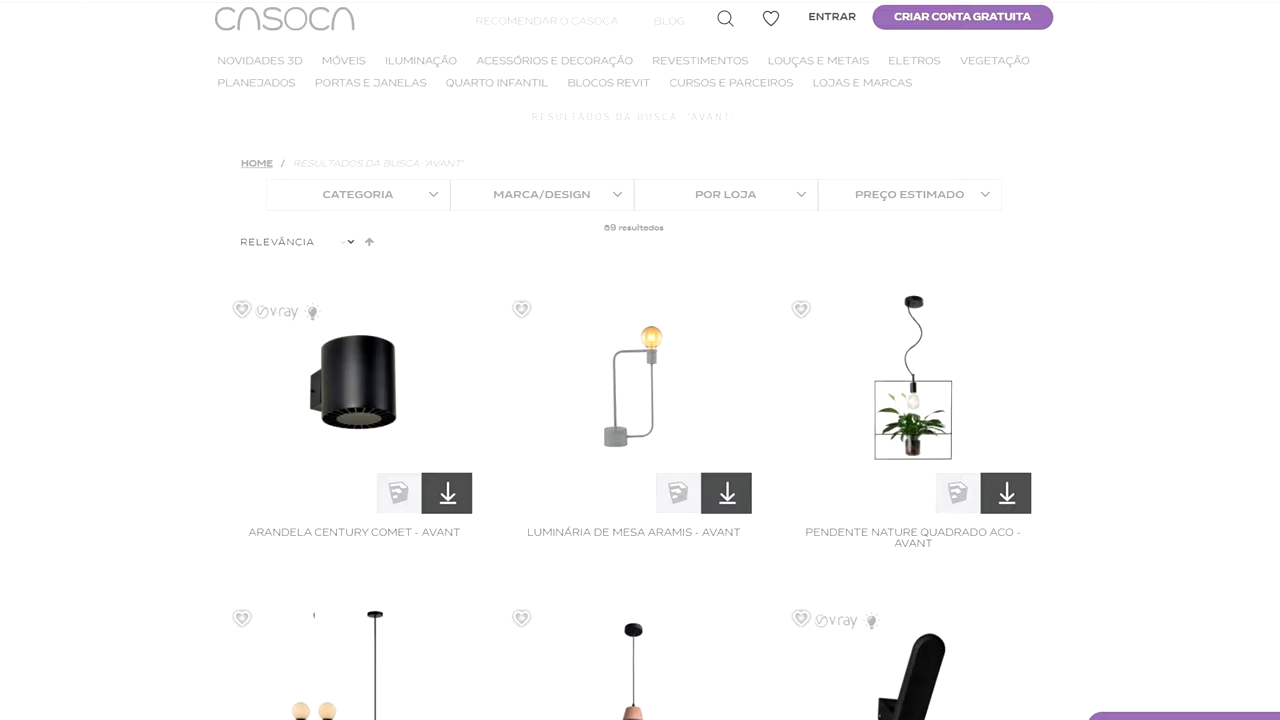 CASOCA
RECOMENDAR O CASOCA BLOG ENTRAR CRIAR CONTA GRATUITA
NOVIDADES 3D MÓVEIS ILUMINAÇÃO ACESSÓRIOS E DECORAÇÃO REVESTIMENTOS LOUÇAS E METAIS ELETROS VEGETAÇÃO
PLANEJADOS PORTAS E JANELAS QUARTO INFANTIL BLOCOS REVIT CURSOS E PARCEIROS LOJAS E MARCAS
RESULTADOS DA BUSCA: 'AVANT'
HOME / RESULTADOS DA BUSCA: 'AVANT'
CATEGORIA MARCA/DESIGN POR LOJA PREÇO ESTIMADO
89 resultados
RELEVÂNCIA
vray
ARANDELA CENTURY COMET - AVANT
LUMINÁRIA DE MESA ARAMIS - AVANT
PENDENTE NATURE QUADRADO ACO -
AVANT
vray